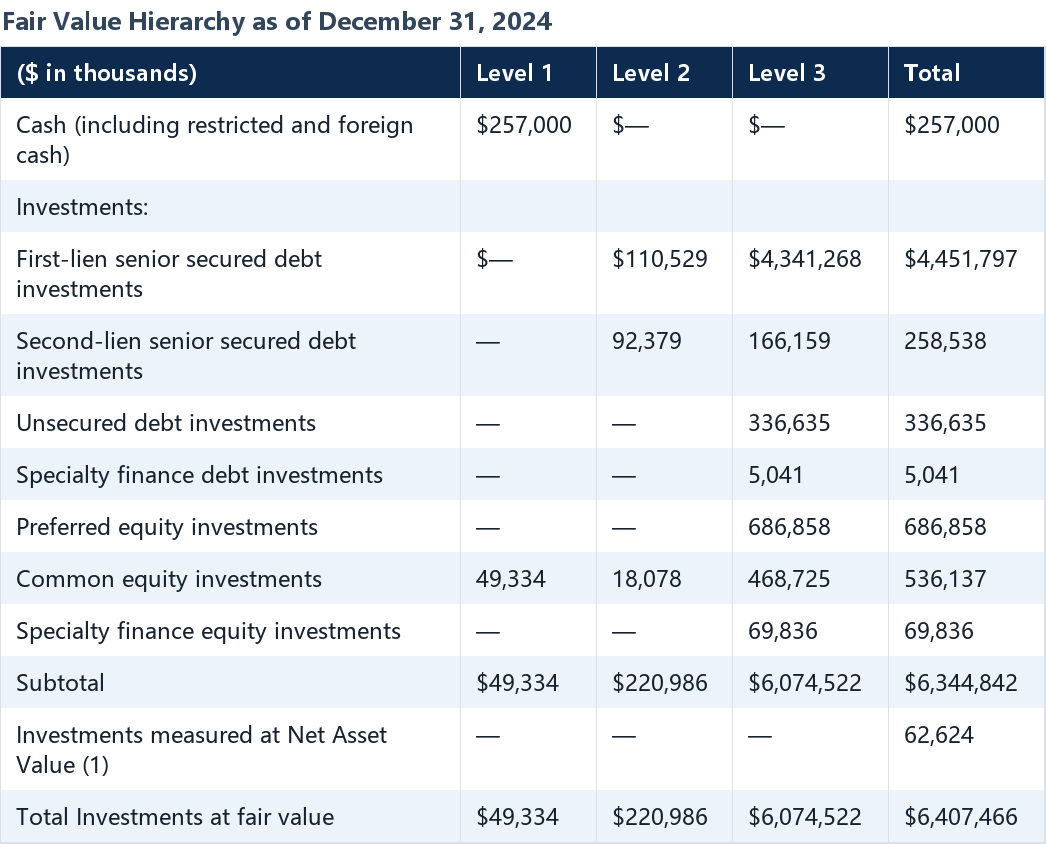 Fair Value Hierarchy as of December 31, 2024
($ in thousands) Level 1 Level 2 Level 3 Total
Cash (including restricted and foreign $257,000 $— $— $257,000
cash)
Investments:
First-lien senior secured debt $— $110,529 $4,341,268 $4,451,797
investments
Second-lien senior secured debt — 92,379 166,159 258,538
investments
Unsecured debt investments — — 336,635 336,635
Specialty finance debt investments — — 5,041 5,041
Preferred equity investments — — 686,858 686,858
Common equity investments 49,334 18,078 468,725 536,137
Specialty finance equity investments — — 69,836 69,836
Subtotal $49,334 $220,986 $6,074,522 $6,344,842
Investments measured at Net Asset — — — 62,624
Value (1)
Total Investments at fair value $49,334 $220,986 $6,074,522 $6,407,466